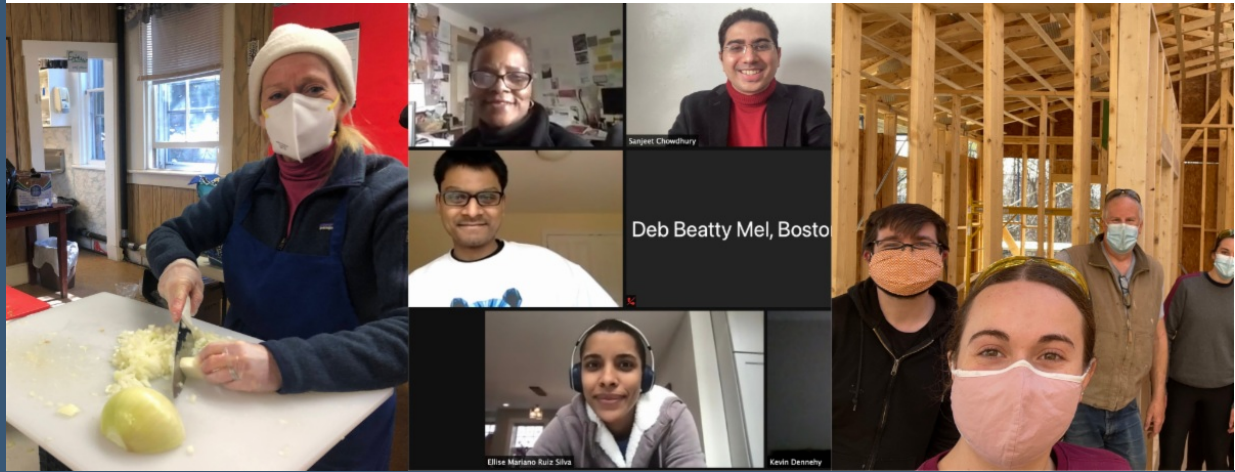 Sanjeet Chowdhury
Deb Beatty Mel, Bosto
Ellise Mariano Ruiz Silva
Kevin Dennehy